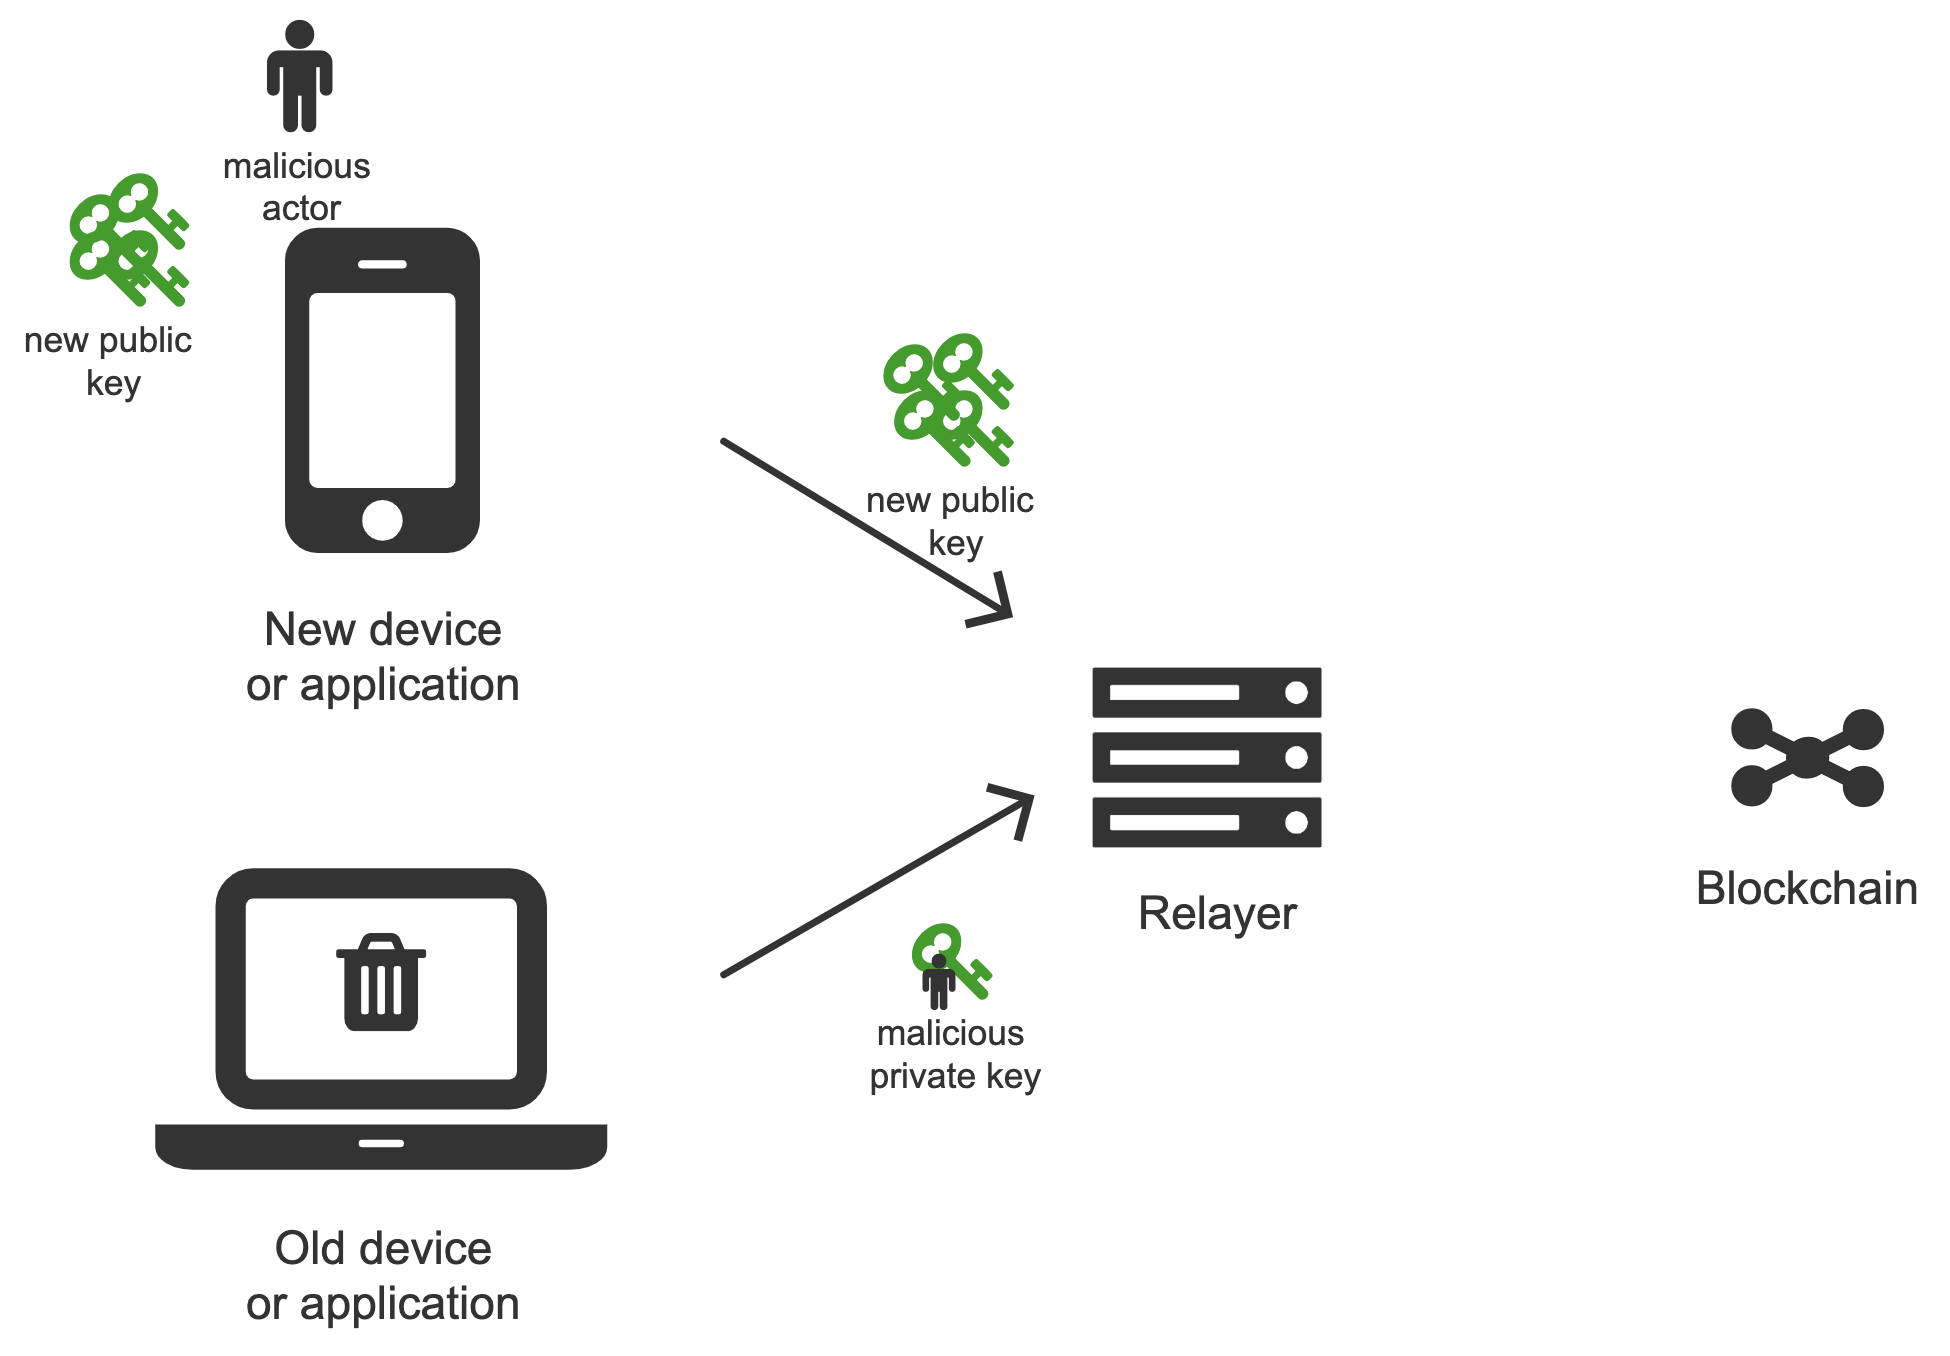 malicious
actor
new public
key
new public
key
New device
or application
Relayer
Blockchain
malicious
private key
Old device
or application